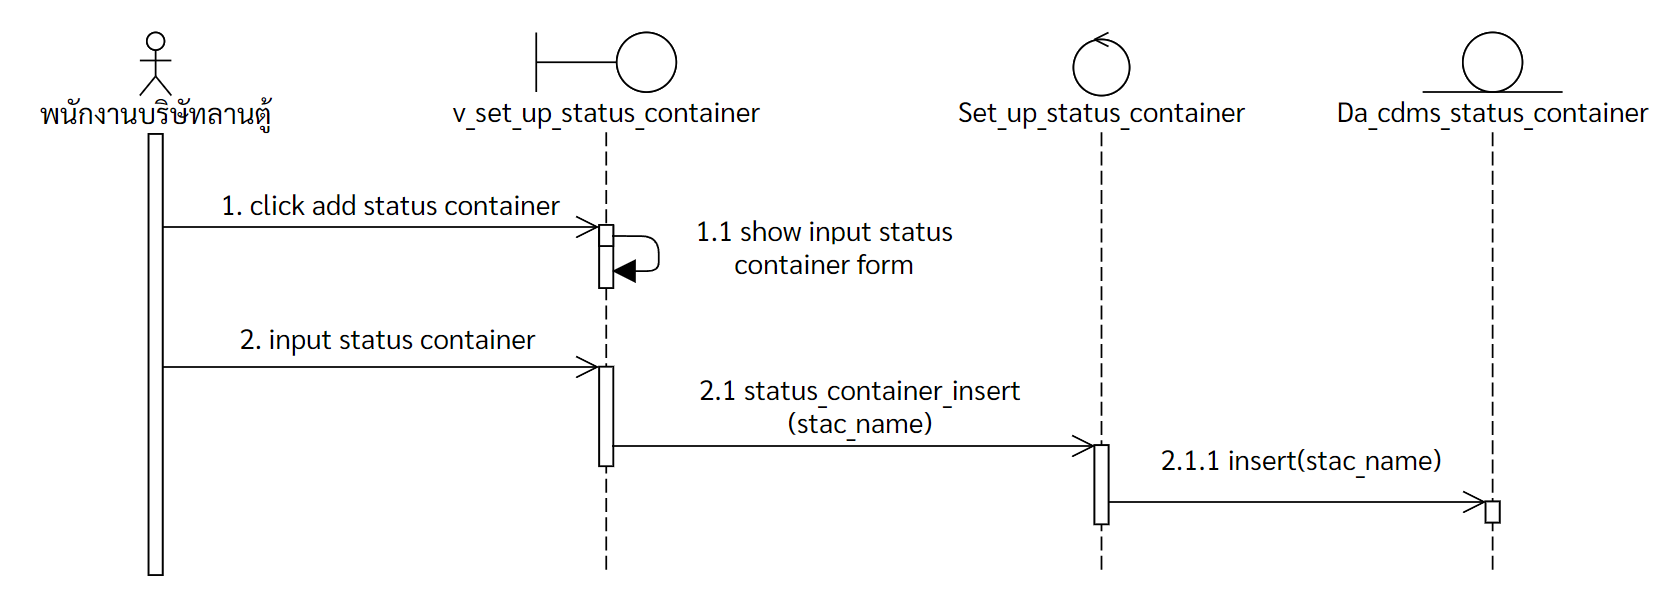 พนักงานบริษัทลานตู้
v_set_up_status_container
Set_up_status_container
Da_cdms_status_container
1. click add status container
1.1 show input status
container form
2. input status container
2.1 status_container_insert
(stac_name)
2.1.1 insert(stac_name)